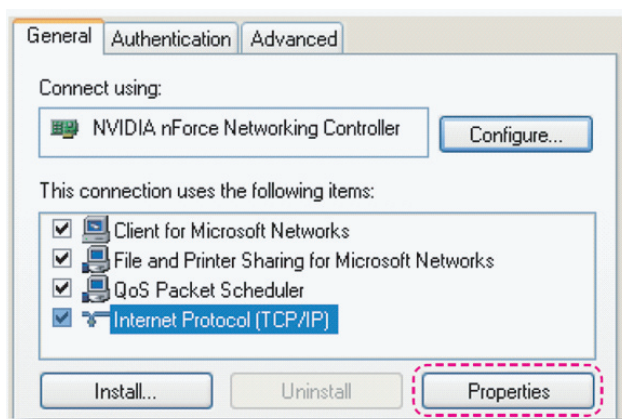 General Authentication Advanced
Connect using:
NVIDIA nForce Networking Controller Configure...
This connection uses the following items:
Client for Microsoft Networks
File and Printer Sharing for Microsoft Networks
QoS Packet Scheduler
Internet Protocol (TCP/IP)
Install... Uninstall Properties